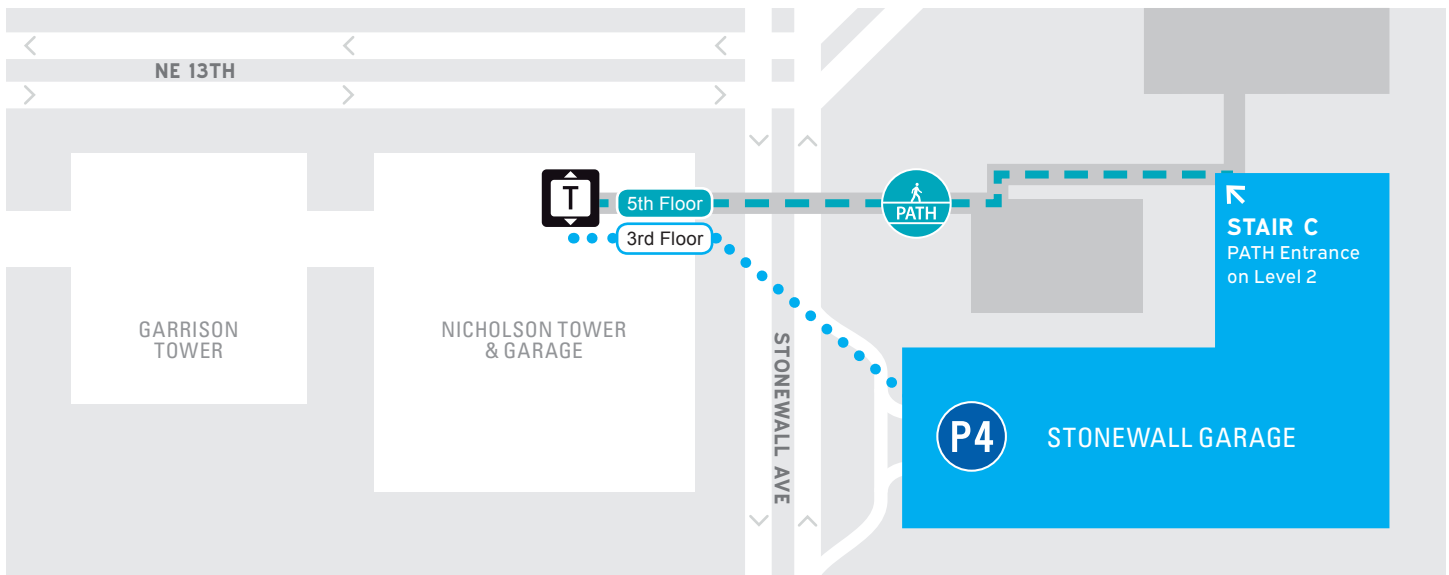 NE 13TH
T
5th Floor
3rd Floor
PATH
STAIR C
PATH Entrance
on Level 2
GARRISON
TOWER
NICHOLSON TOWER
& GARAGE
STONEWALL AVE
P4
STONEWALL GARAGE